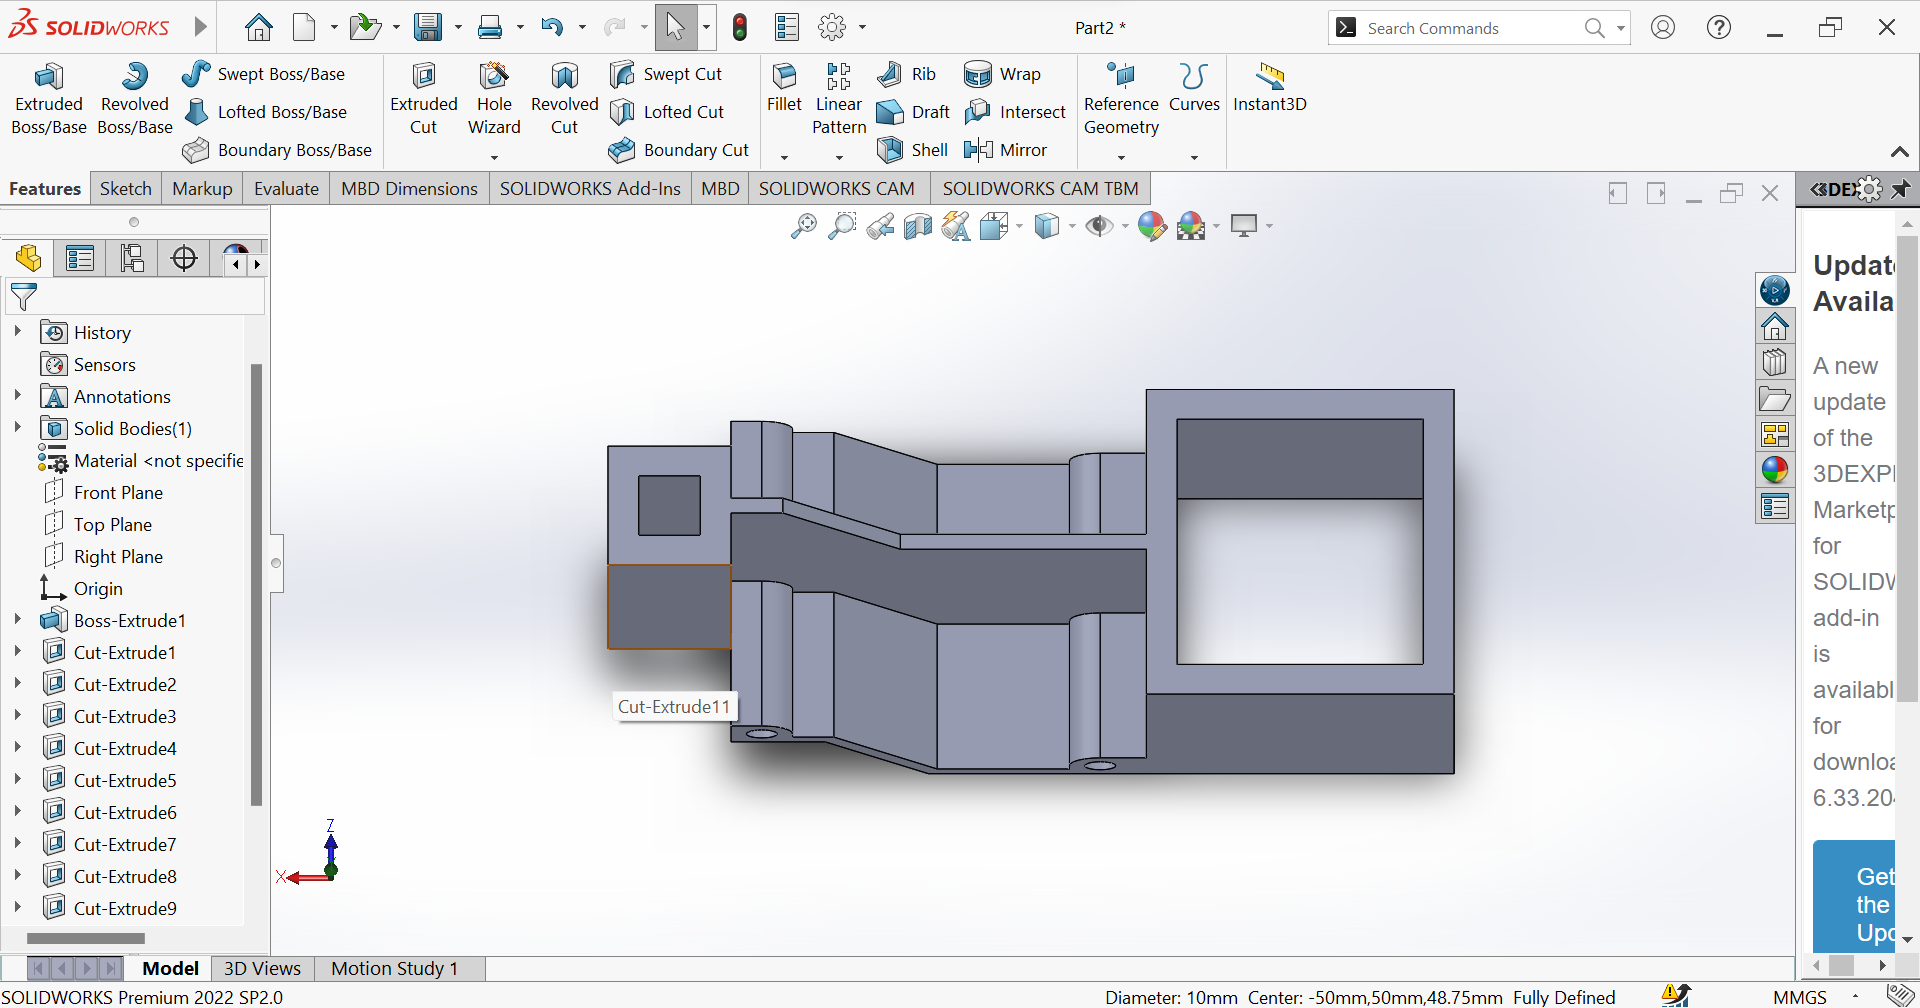 SOLIDWORKS
Part2 *
Search Commands
Extruded Boss/Base
Revolved Boss/Base
Swept Boss/Base
Lofted Boss/Base
Boundary Boss/Base
Extruded Cut
Hole Wizard
Revolved Cut
Swept Cut
Lofted Cut
Boundary Cut
Fillet
Linear Pattern
Rib
Draft
Shell
Wrap
Intersect
Mirror
Reference Geometry
Curves
Instant3D
Features
Sketch
Markup
Evaluate
MBD Dimensions
SOLIDWORKS Add-Ins
MBD
SOLIDWORKS CAM
SOLIDWORKS CAM TBM
History
Sensors
Annotations
Solid Bodies(1)
Material <not specifie
Front Plane
Top Plane
Right Plane
Origin
Boss-Extrude1
Cut-Extrude1
Cut-Extrude2
Cut-Extrude3
Cut-Extrude4
Cut-Extrude5
Cut-Extrude6
Cut-Extrude7
Cut-Extrude8
Cut-Extrude9
Cut-Extrude11
Z
X
Updat
Availa
A new
update
of the
3DEXPI
Marketp
for
SOLIDW
add-in
is
availabl
for
downloa
6.33.204
Get
the
Upd
Model
3D Views
Motion Study 1
SOLIDWORKS Premium 2022 SP2.0
Diameter: 10mm Center: -50mm,50mm,48.75mm Fully Defined
MMGS